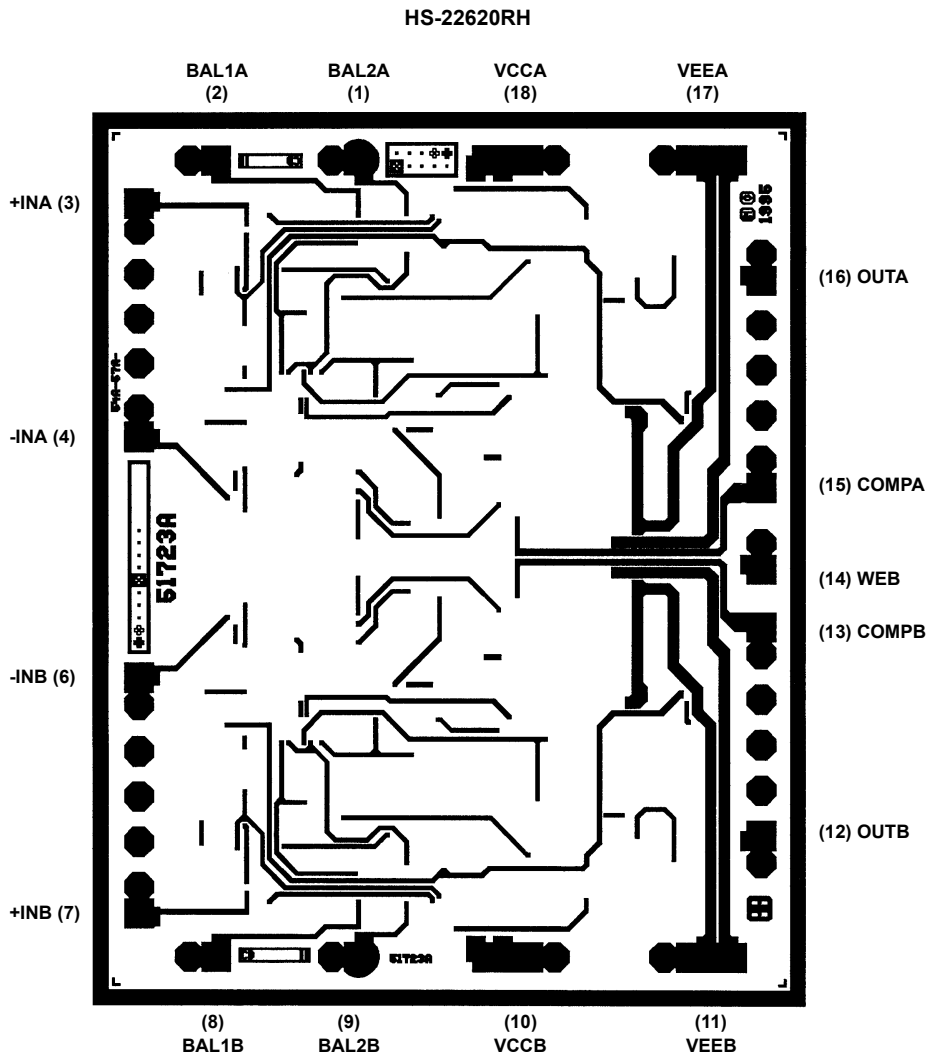 HS-22620RH
BAL1A
(2)
BAL2A
(1)
VCCA
(18)
VEEA
(17)
+INA (3)
1995
(16) OUTA
-INA (4)
(15) COMPA
51723A
(14) WEB
(13) COMPB
-INB (6)
(12) OUTB
+INB (7)
51723A
(8)
BAL1B
(9)
BAL2B
(10)
VCCB
(11)
VEEB